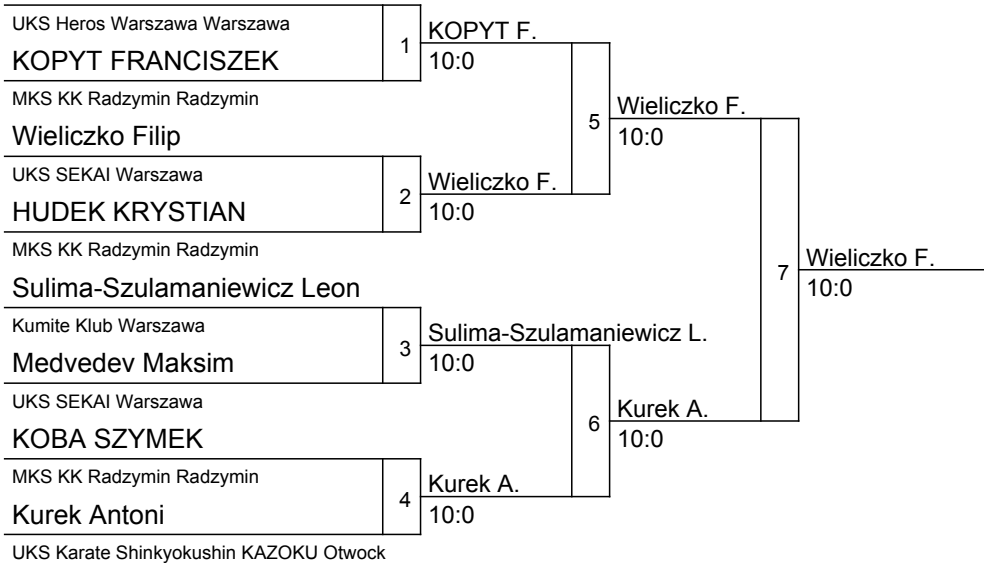 UKS Heros Warszawa Warszawa
KOPYT FRANCISZEK
MKS KK Radzymin Radzymin
Wieliczko Filip
UKS SEKAI Warszawa
HUDEK KRYSTIAN
MKS KK Radzymin Radzymin
Sulima-Szulamaniewicz Leon
Kumite Klub Warszawa
Medvedev Maksim
UKS SEKAI Warszawa
KOBA SZYMEK
MKS KK Radzymin Radzymin
Kurek Antoni
UKS Karate Shinkyokushin KAZOKU Otwock
1
KOPYT F.
10:0
2
Wieliczko F.
10:0
3
Sulima-Szulamaniewicz L.
10:0
4
Kurek A.
10:0
5
Wieliczko F.
10:0
6
Kurek A.
10:0
7
Wieliczko F.
10:0